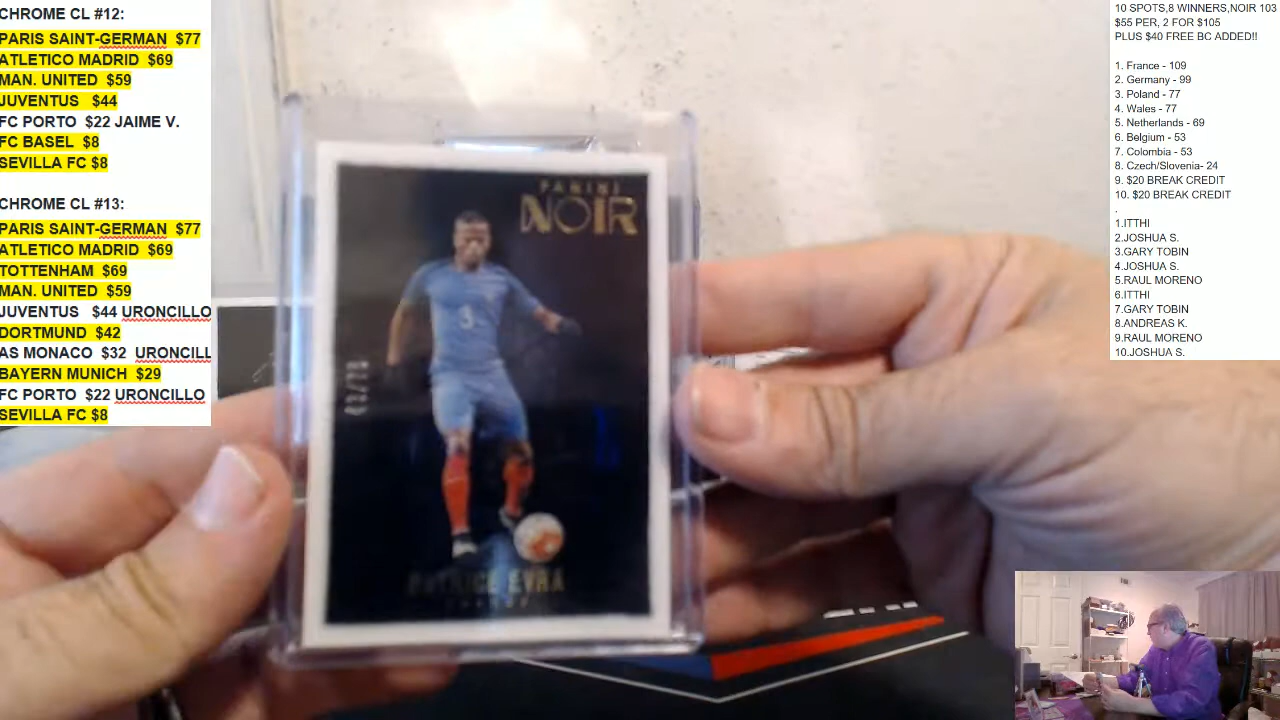 CHROME CL #12:
PARIS SAINT-GERMAN $77
ATLETICO MADRID $69
MAN. UNITED $59
JUVENTUS $44
FC PORTO $22 JAIME V.
FC BASEL $8
SEVILLA FC $8
CHROME CL #13:
PARIS SAINT-GERMAN $77
ATLETICO MADRID $69
TOTTENHAM $69
MAN. UNITED $59
JUVENTUS $44 URONCILLO
DORTMUND $42
AS MONACO $32 URONCILL
BAYERN MUNICH $29
FC PORTO $22 URONCILLO
SEVILLA FC $8
PANINI
NOIR
3
PATRICE EVRA
10 SPOTS,8 WINNERS,NOIR 103
$55 PER, 2 FOR $105
PLUS $40 FREE BC ADDED!!
1. France - 109
2. Germany - 99
3. Poland - 77
4. Wales - 77
5. Netherlands - 69
6. Belgium - 53
7. Colombia - 53
8. Czech/Slovenia- 24
9. $20 BREAK CREDIT
10. $20 BREAK CREDIT
.
1.ITTHI
2.JOSHUA S.
3.GARY TOBIN
4.JOSHUA S.
5.RAUL MORENO
6.ITTHI
7.GARY TOBIN
8.ANDREAS K.
9.RAUL MORENO
10.JOSHUA S.